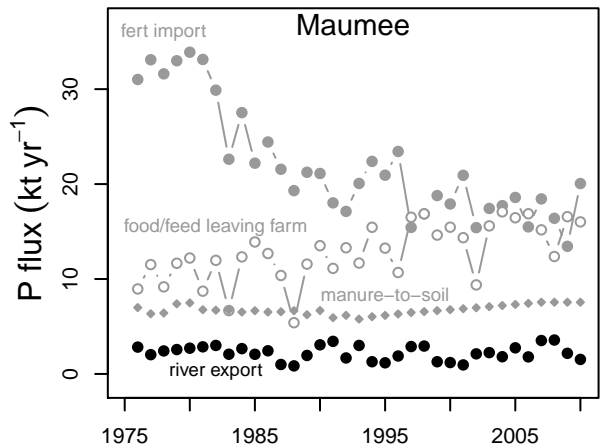 Maumee
fert import
food/feed leaving farm
manure−to−soil
river export
P flux (kt yr⁻¹)
30
20
10
0
1975 1985 1995 2005